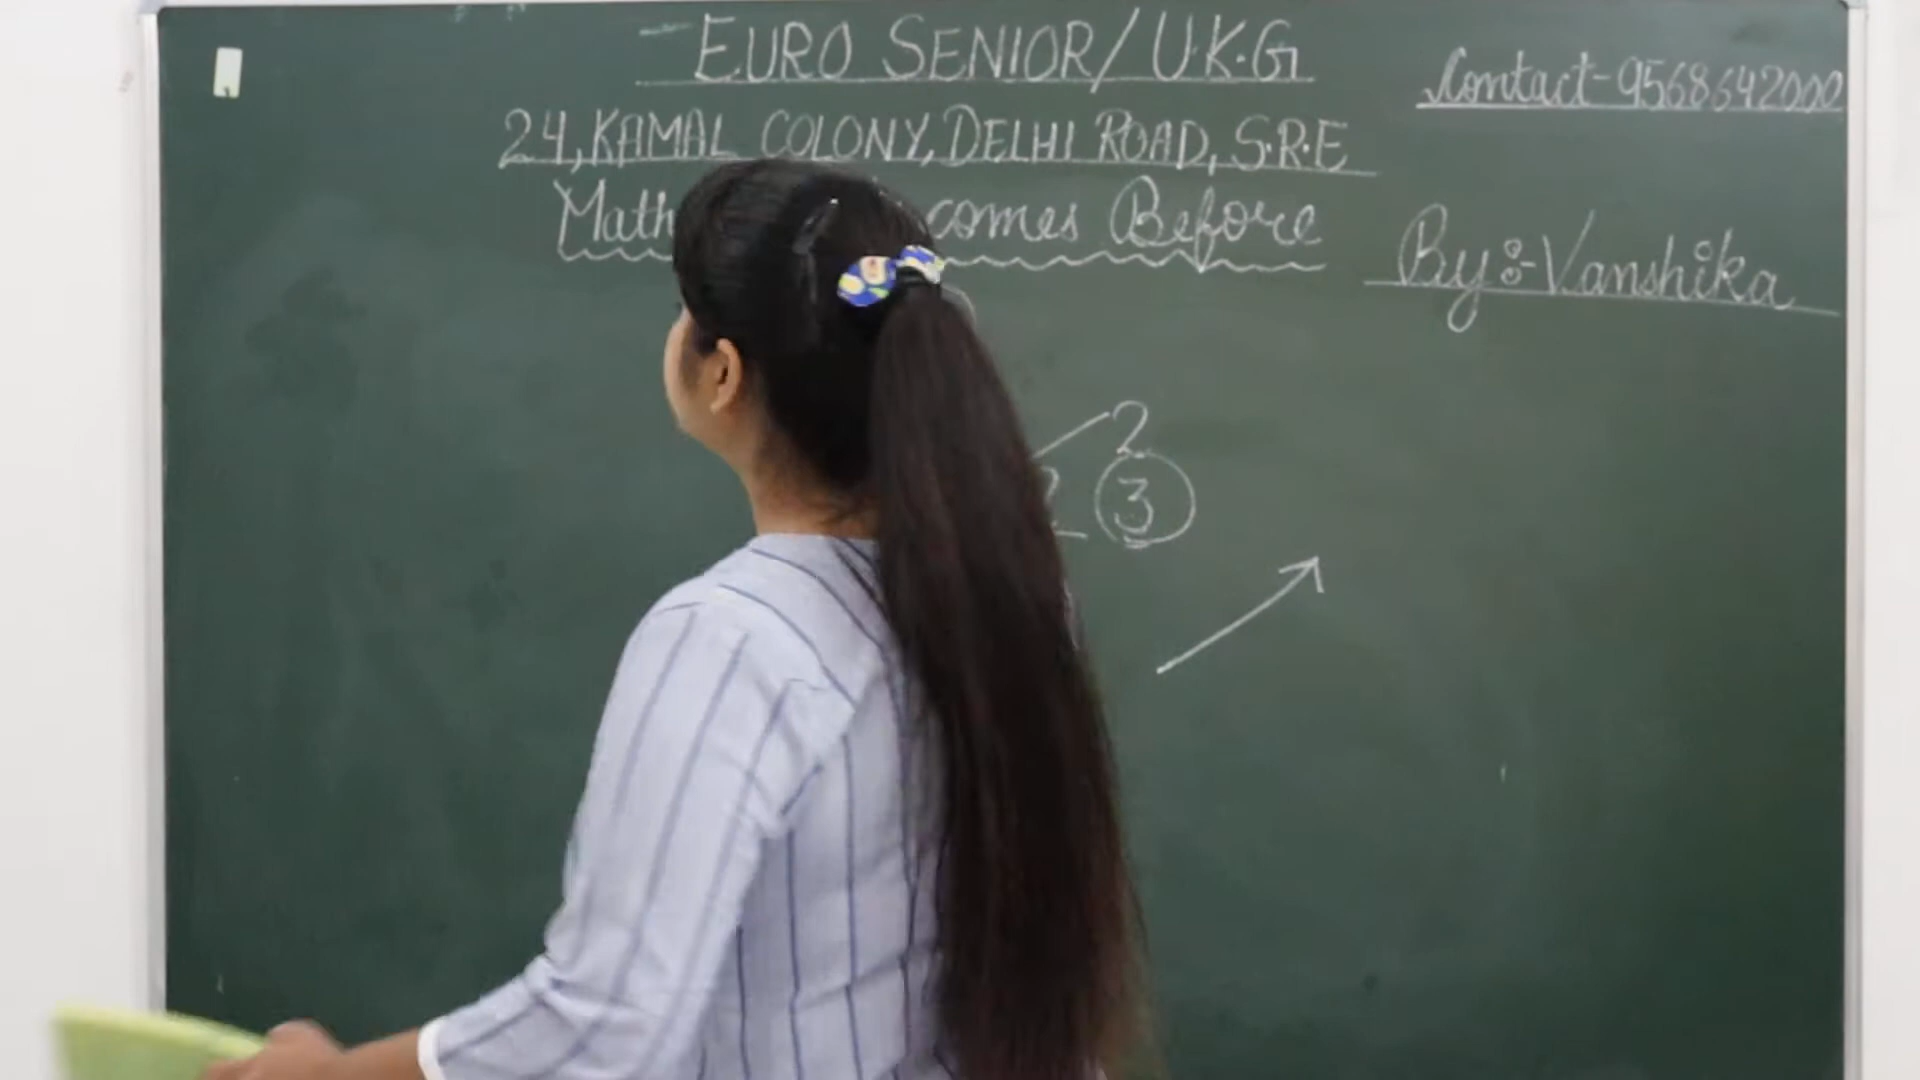 EURO SENIOR/U.K.G
Contact-9568642000
24,KAMAL COLONY,DELHI ROAD, S.R.E
Math comes Before
By:-Vanshika
2
3